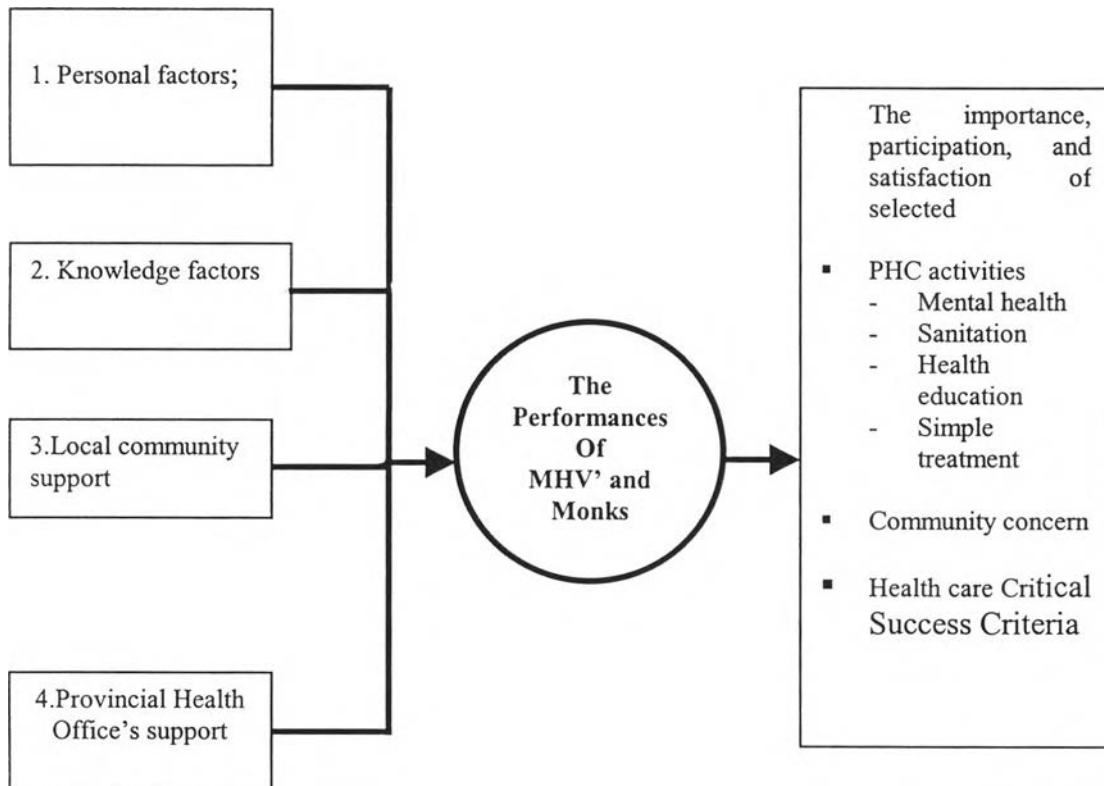 1. Personal factors;
2. Knowledge factors
3.Local community
support
4.Provincial Health
Office's support
The
Performances
Of
MHV' and
Monks
The importance,
participation, and
satisfaction of
selected
▪ PHC activities
- Mental health
- Sanitation
- Health
education
- Simple
treatment
▪ Community concern
▪ Health care Critical
Success Criteria